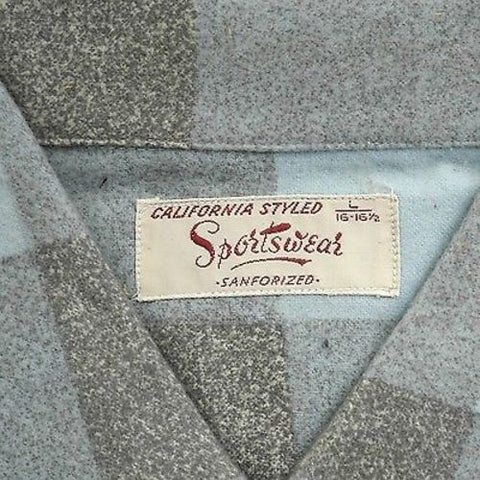 CALIFORNIA STYLED L
Sportswear 16-16½
·SANFORIZED·